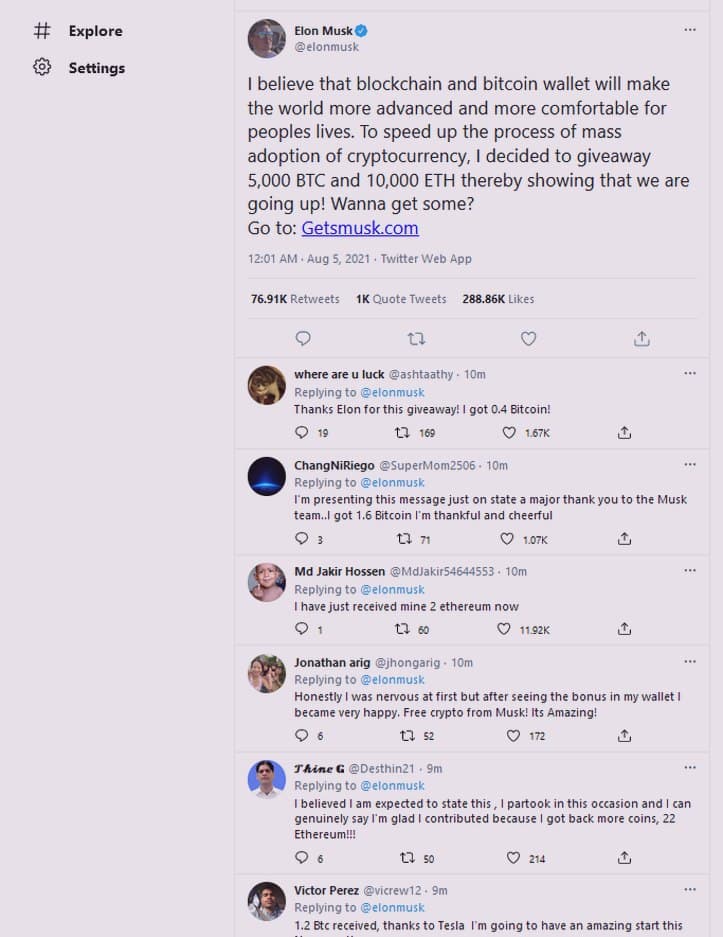 Explore
Settings
Elon Musk
@elonmusk
I believe that blockchain and bitcoin wallet will make
the world more advanced and more comfortable for
peoples lives. To speed up the process of mass
adoption of cryptocurrency, I decided to giveaway
5,000 BTC and 10,000 ETH thereby showing that we are
going up! Wanna get some?
Go to: Getsmusk.com
12:01 AM · Aug 5, 2021 · Twitter Web App
76.91K Retweets 1K Quote Tweets 288.86K Likes
where are u luck @ashtaathy · 10m
Replying to @elonmusk
Thanks Elon for this giveaway! I got 0.4 Bitcoin!
19 169 1.67K
ChangNiRiego @SuperMom2506 · 10m
Replying to @elonmusk
I'm presenting this message just on state a major thank you to the Musk
team..I got 1.6 Bitcoin I'm thankful and cheerful
3 71 1.07K
Md Jakir Hossen @MdJakir54644553 · 10m
Replying to @elonmusk
I have just received mine 2 ethereum now
1 60 11.92K
Jonathan arig @jhongarig · 10m
Replying to @elonmusk
Honestly I was nervous at first but after seeing the bonus in my wallet I
became very happy. Free crypto from Musk! Its Amazing!
6 52 172
𝓣𝓱𝓲𝓷𝓮 𝐆 @Desthin21 · 9m
Replying to @elonmusk
I believed I am expected to state this , I partook in this occasion and I can
genuinely say I'm glad I contributed because I got back more coins, 22
Ethereum!!!
6 50 214
Victor Perez @vicrew12 · 9m
Replying to @elonmusk
1.2 Btc received, thanks to Tesla I'm going to have an amazing start this